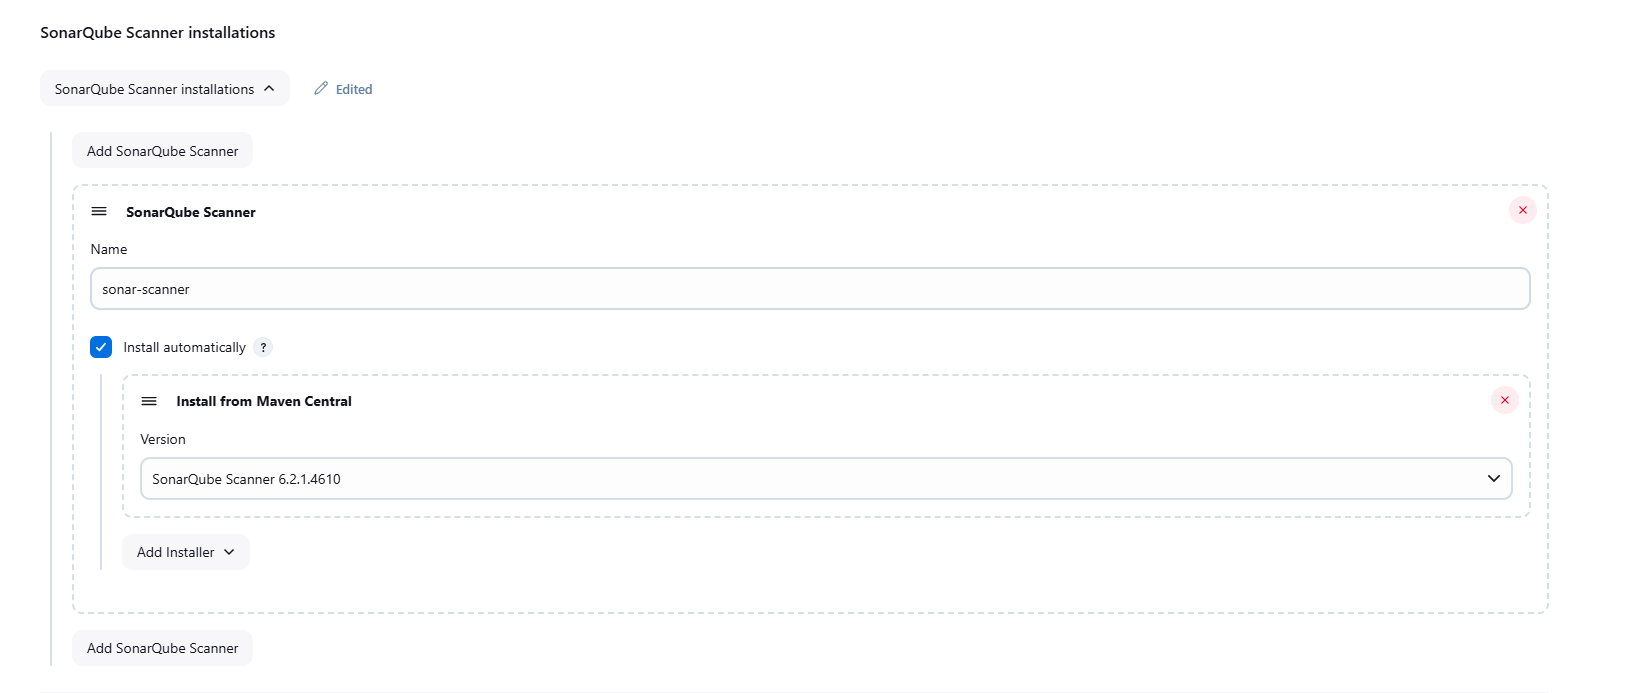 SonarQube Scanner installations
SonarQube Scanner installations
Edited
Add SonarQube Scanner
SonarQube Scanner
Name
sonar-scanner
Install automatically ?
Install from Maven Central
Version
SonarQube Scanner 6.2.1.4610
Add Installer
Add SonarQube Scanner